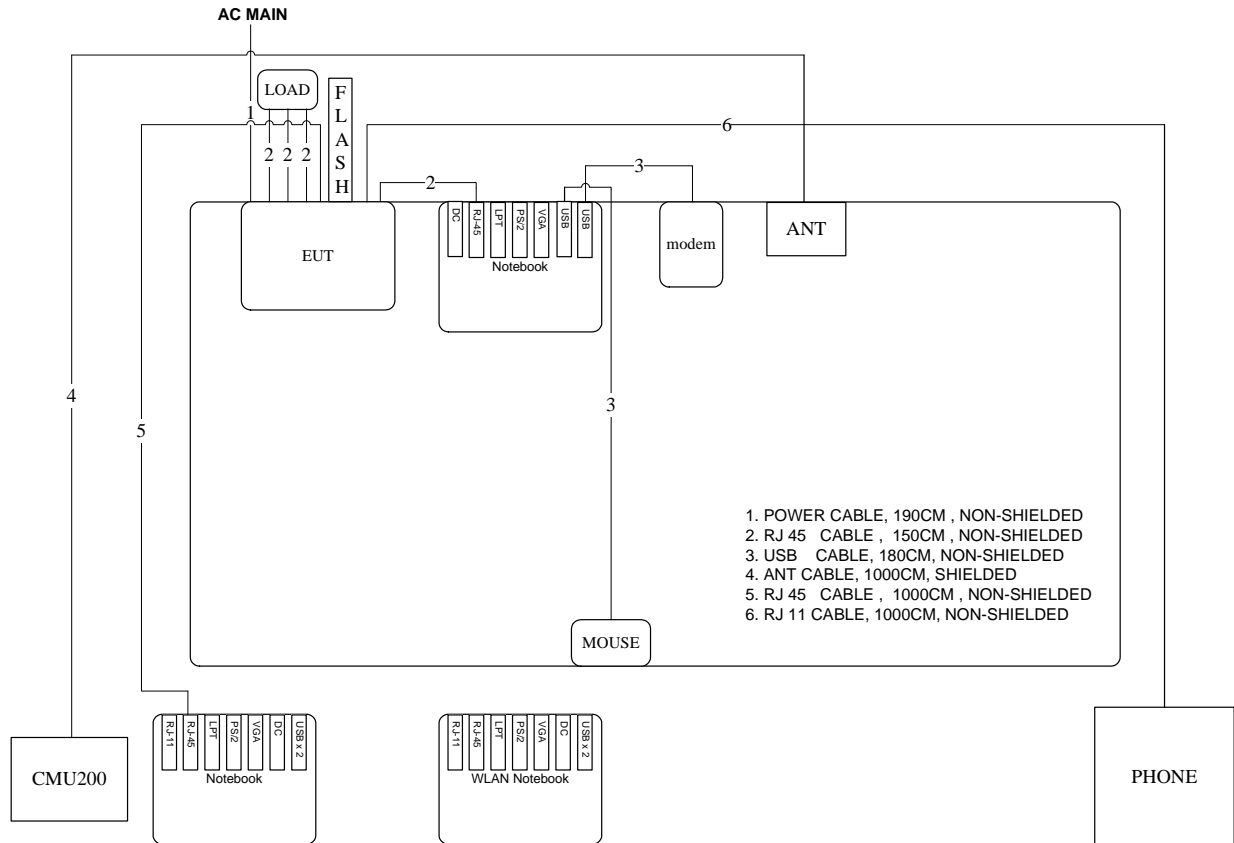 AC MAIN
LOAD
F
L
A
S
H
1
2
2
2
6
2
3
DC
RJ-45
LPT
PS/2
VGA
USB
USB
Notebook
EUT
modem
ANT
4
5
3
1. POWER CABLE, 190CM , NON-SHIELDED
2. RJ 45 CABLE , 150CM , NON-SHIELDED
3. USB CABLE, 180CM, NON-SHIELDED
4. ANT CABLE, 1000CM, SHIELDED
5. RJ 45 CABLE , 1000CM , NON-SHIELDED
6. RJ 11 CABLE, 1000CM, NON-SHIELDED
MOUSE
CMU200
RJ-11
RJ-45
LPT
PS/2
VGA
DC
USB x 2
Notebook
RJ-11
RJ-45
LPT
PS/2
VGA
DC
USB x 2
WLAN Notebook
PHONE